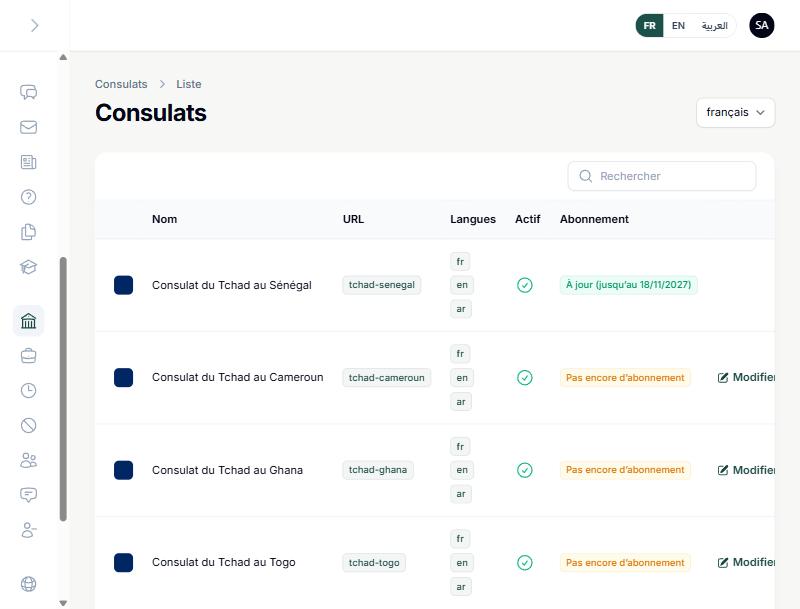 FR EN العربية SA
Consulats > Liste
Consulats
français
Rechercher
Nom URL Langues Actif Abonnement
Consulat du Tchad au Sénégal tchad-senegal fr en ar À jour (jusqu'au 18/11/2027)
Consulat du Tchad au Cameroun tchad-cameroun fr en ar Pas encore d'abonnement Modifier
Consulat du Tchad au Ghana tchad-ghana fr en ar Pas encore d'abonnement Modifier
Consulat du Tchad au Togo tchad-togo fr en ar Pas encore d'abonnement Modifier